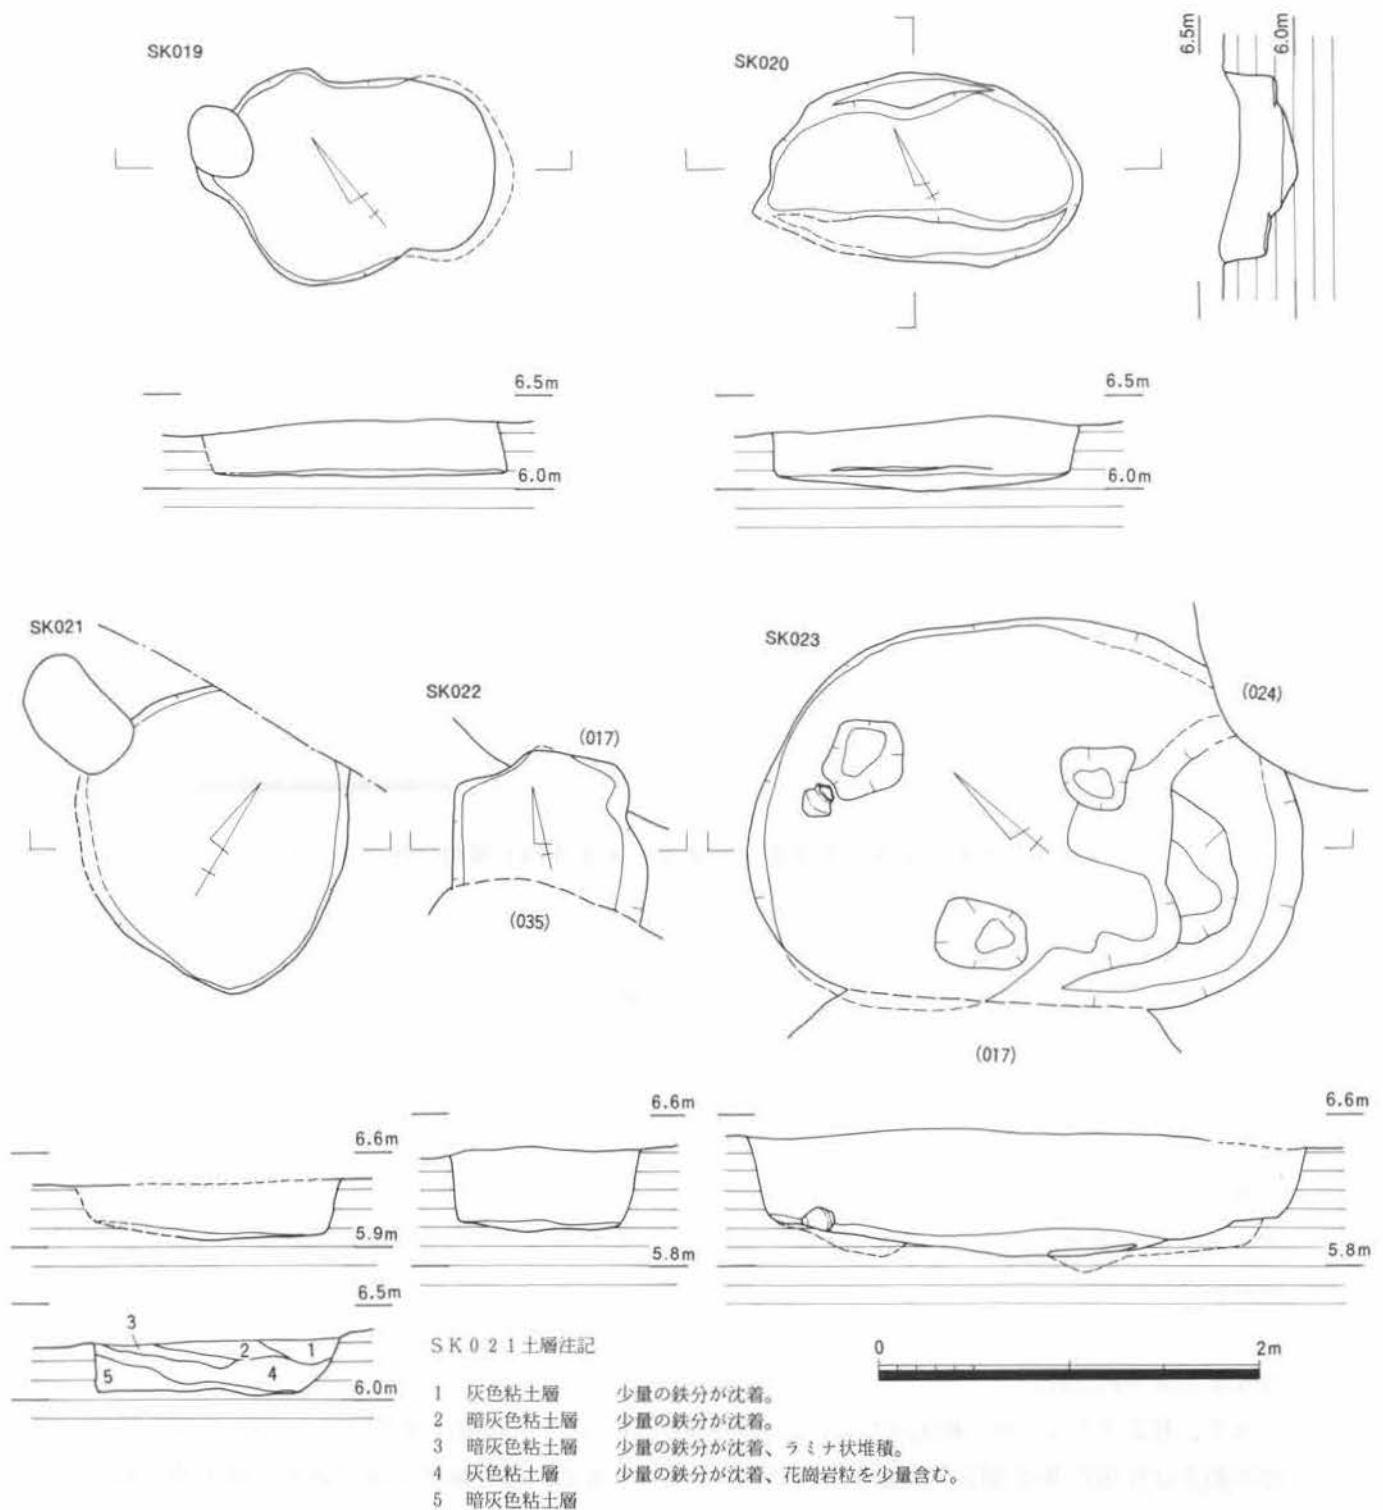 SK019
SK020
6.5m
6.0m
6.5m
6.0m
6.5m
6.0m
SK021
SK022
(017)
(035)
SK023
(024)
(017)
6.6m
5.9m
6.6m
5.8m
6.6m
5.8m
6.5m
6.0m
3
2
1
5
4
0
2m
SK021土層注記
1 灰色粘土層 少量の鉄分が沈着。
2 暗灰色粘土層 少量の鉄分が沈着。
3 暗灰色粘土層 少量の鉄分が沈着、ラミナ状堆積。
4 灰色粘土層 少量の鉄分が沈着、花崗岩粒を少量含む。
5 暗灰色粘土層